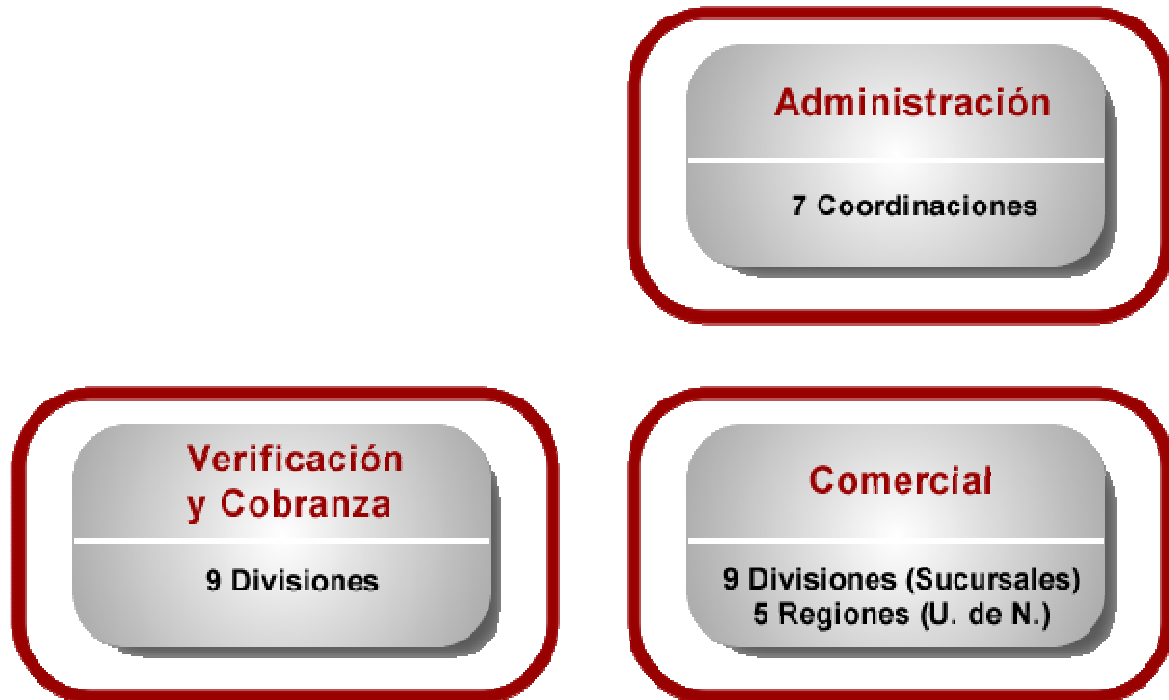 Administración
7 Coordinaciones
Verificación
y Cobranza
9 Divisiones
Comercial
9 Divisiones (Sucursales)
5 Regiones (U. de N.)